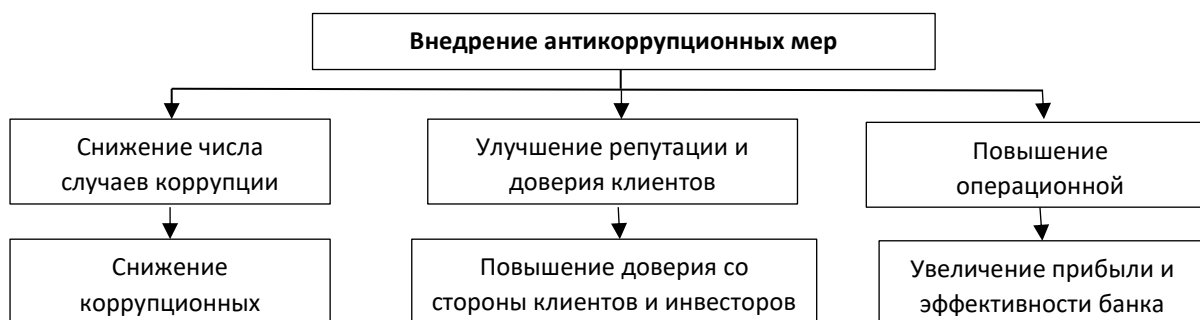 Внедрение антикоррупционных мер
Снижение числа
случаев коррупции
Улучшение репутации и
доверия клиентов
Повышение
операционной
Снижение
коррупционных
Повышение доверия со
стороны клиентов и инвесторов
Увеличение прибыли и
эффективности банка